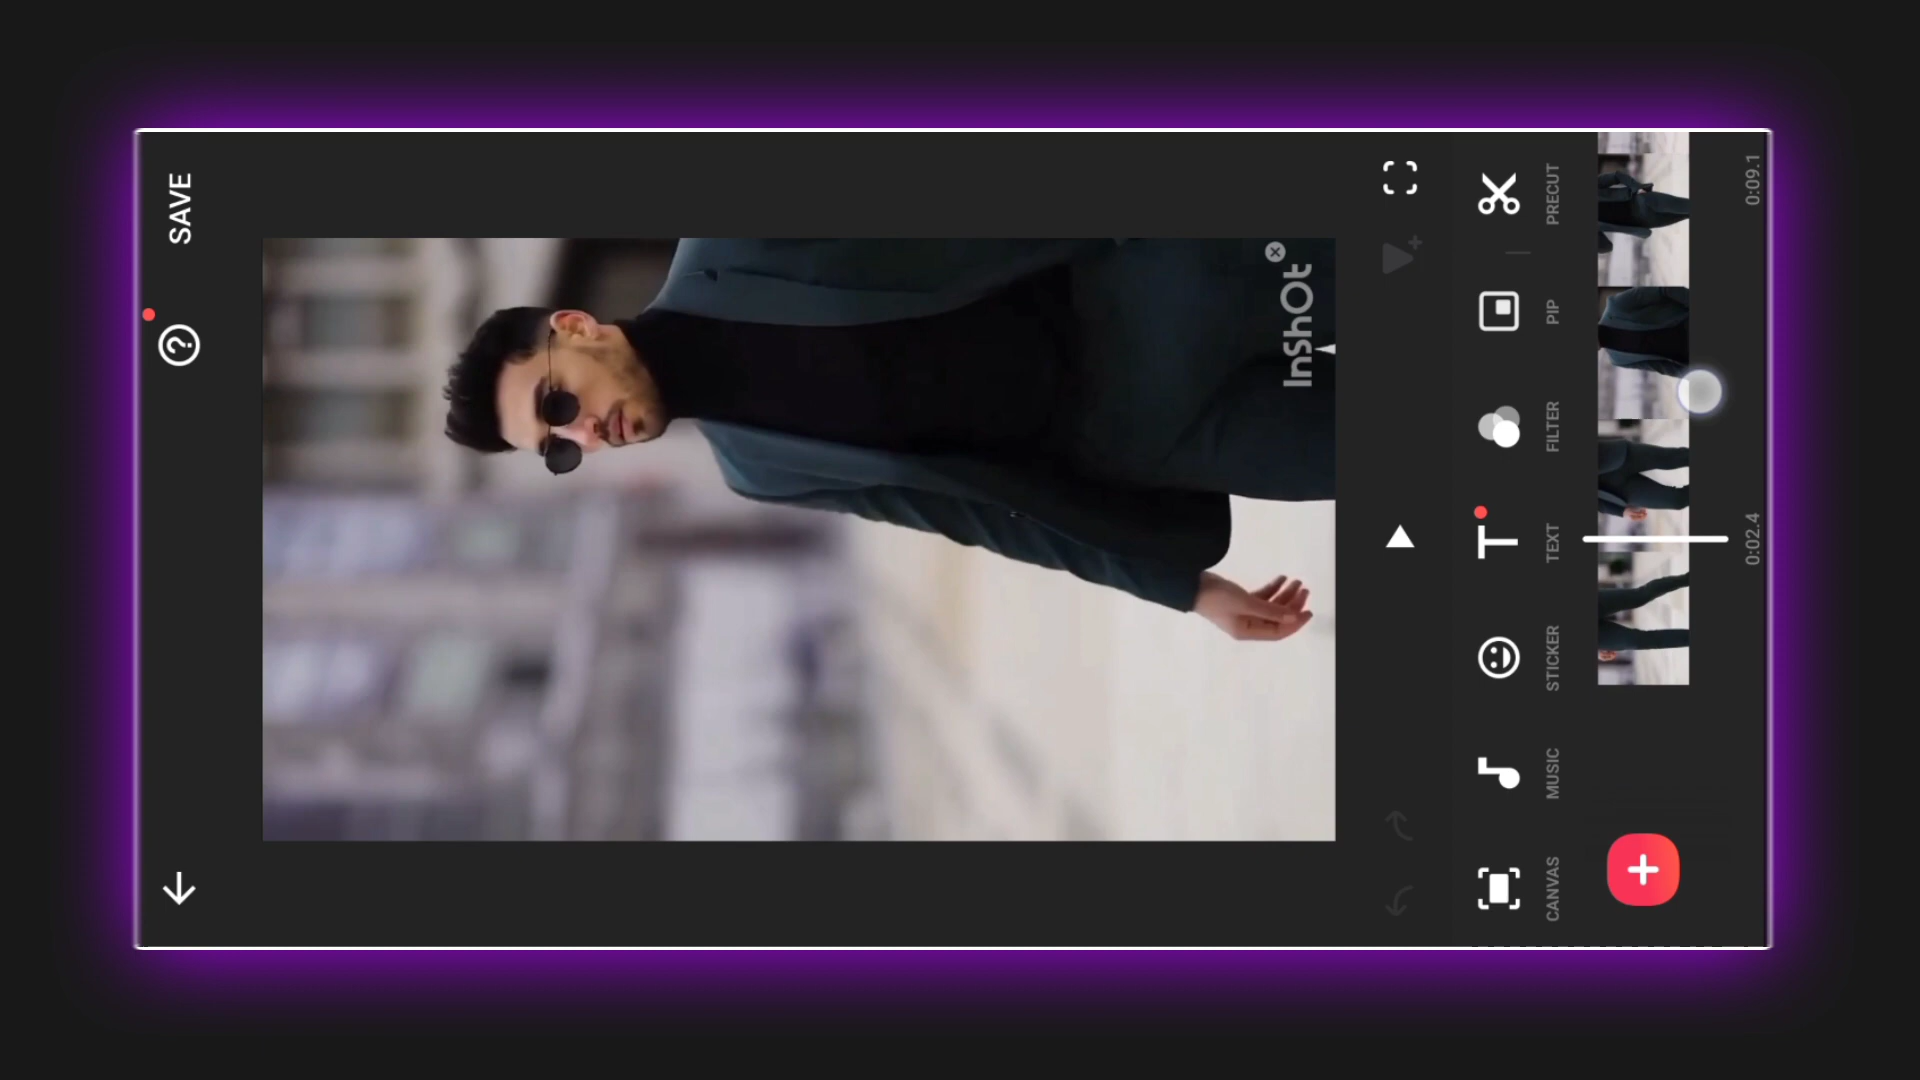 SAVE
InShOt
CANVAS
MUSIC
STICKER
TEXT
FILTER
PIP
PRECUT
0:02.4
0:09.1